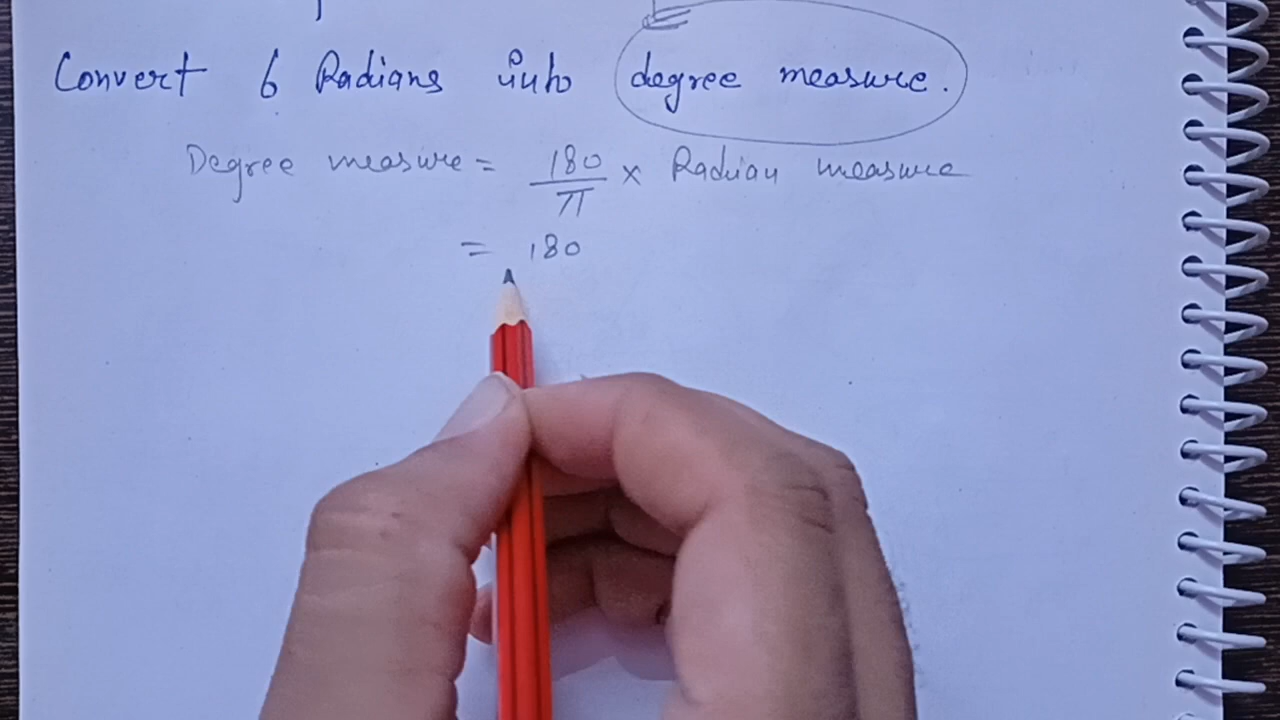 Convert 6 Radians into degree measure.
Degree measure = 180/π × Radian measure
= 180